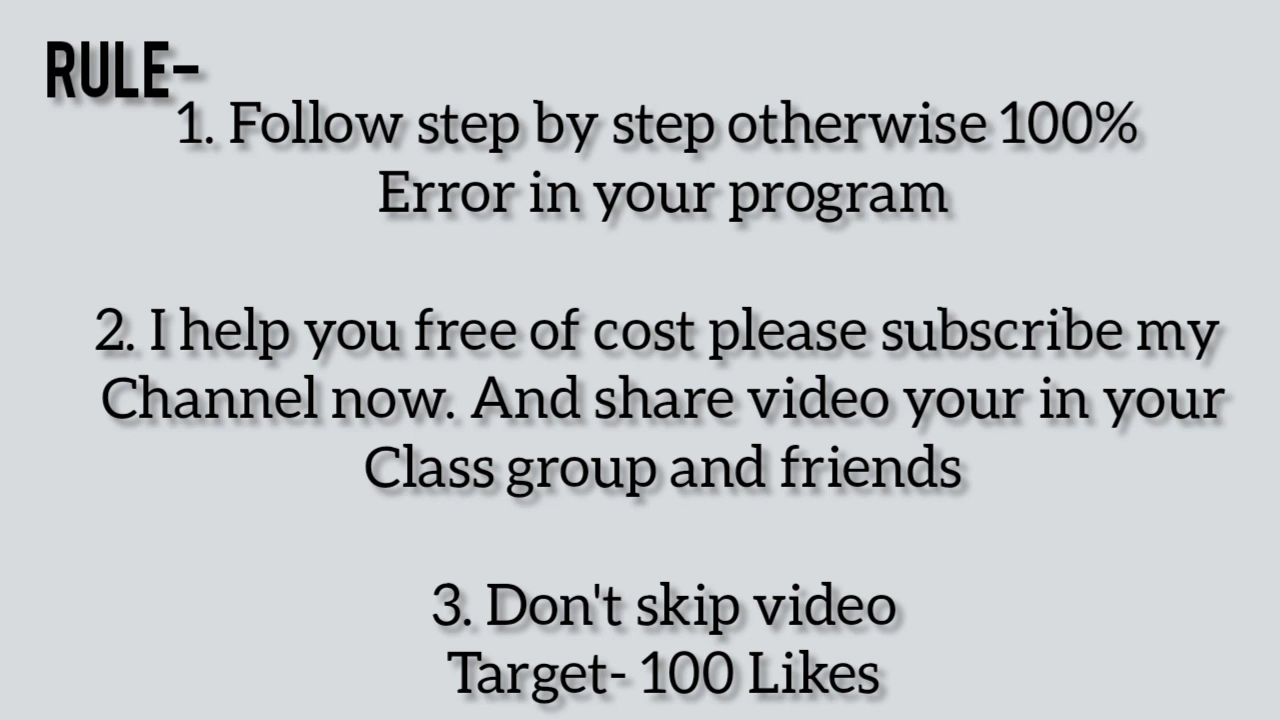 RULE-
1. Follow step by step otherwise 100%
Error in your program
2. I help you free of cost please subscribe my
Channel now. And share video your in your
Class group and friends
3. Don't skip video
Target- 100 Likes